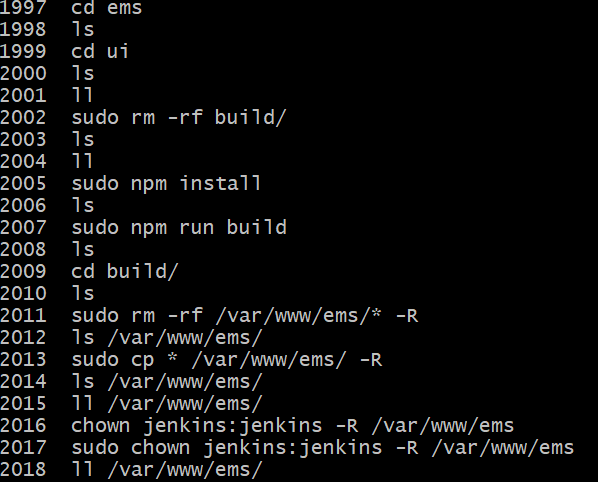 1997  cd ems
1998  ls
1999  cd ui
2000  ls
2001  ll
2002  sudo rm -rf build/
2003  ls
2004  ll
2005  sudo npm install
2006  ls
2007  sudo npm run build
2008  ls
2009  cd build/
2010  ls
2011  sudo rm -rf /var/www/ems/* -R
2012  ls /var/www/ems/
2013  sudo cp * /var/www/ems/ -R
2014  ls /var/www/ems/
2015  ll /var/www/ems/
2016  chown jenkins:jenkins -R /var/www/ems
2017  sudo chown jenkins:jenkins -R /var/www/ems
2018  ll /var/www/ems/